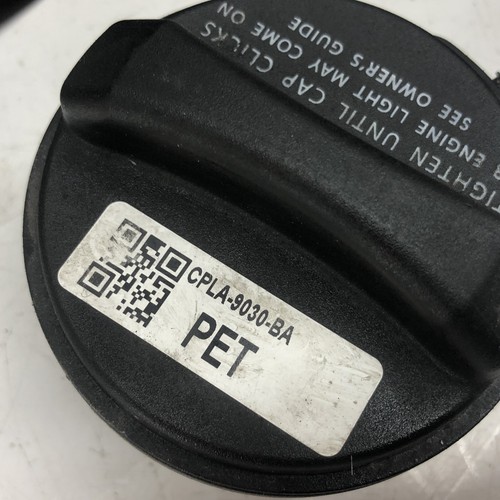 TIGHTEN UNTIL CAP CLICKS
ENGINE LIGHT MAY COME ON
SEE OWNER'S GUIDE
CPLA-9030-BA
PET